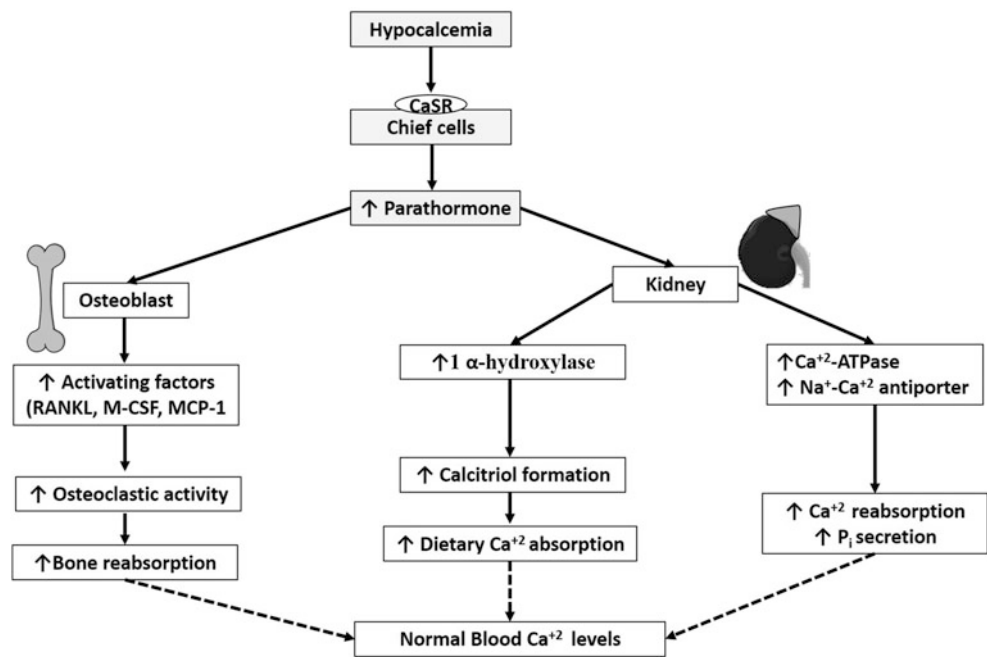 Hypocalcemia
CaSR
Chief cells
↑ Parathormone
Osteoblast
Kidney
↑ Activating factors
(RANKL, M-CSF, MCP-1
↑1 α-hydroxylase
↑Ca⁺²-ATPase
↑ Na⁺-Ca⁺² antiporter
↑ Osteoclastic activity
↑ Calcitriol formation
↑ Ca⁺² reabsorption
↑ Pᵢ secretion
↑Bone reabsorption
↑ Dietary Ca⁺² absorption
Normal Blood Ca⁺² levels